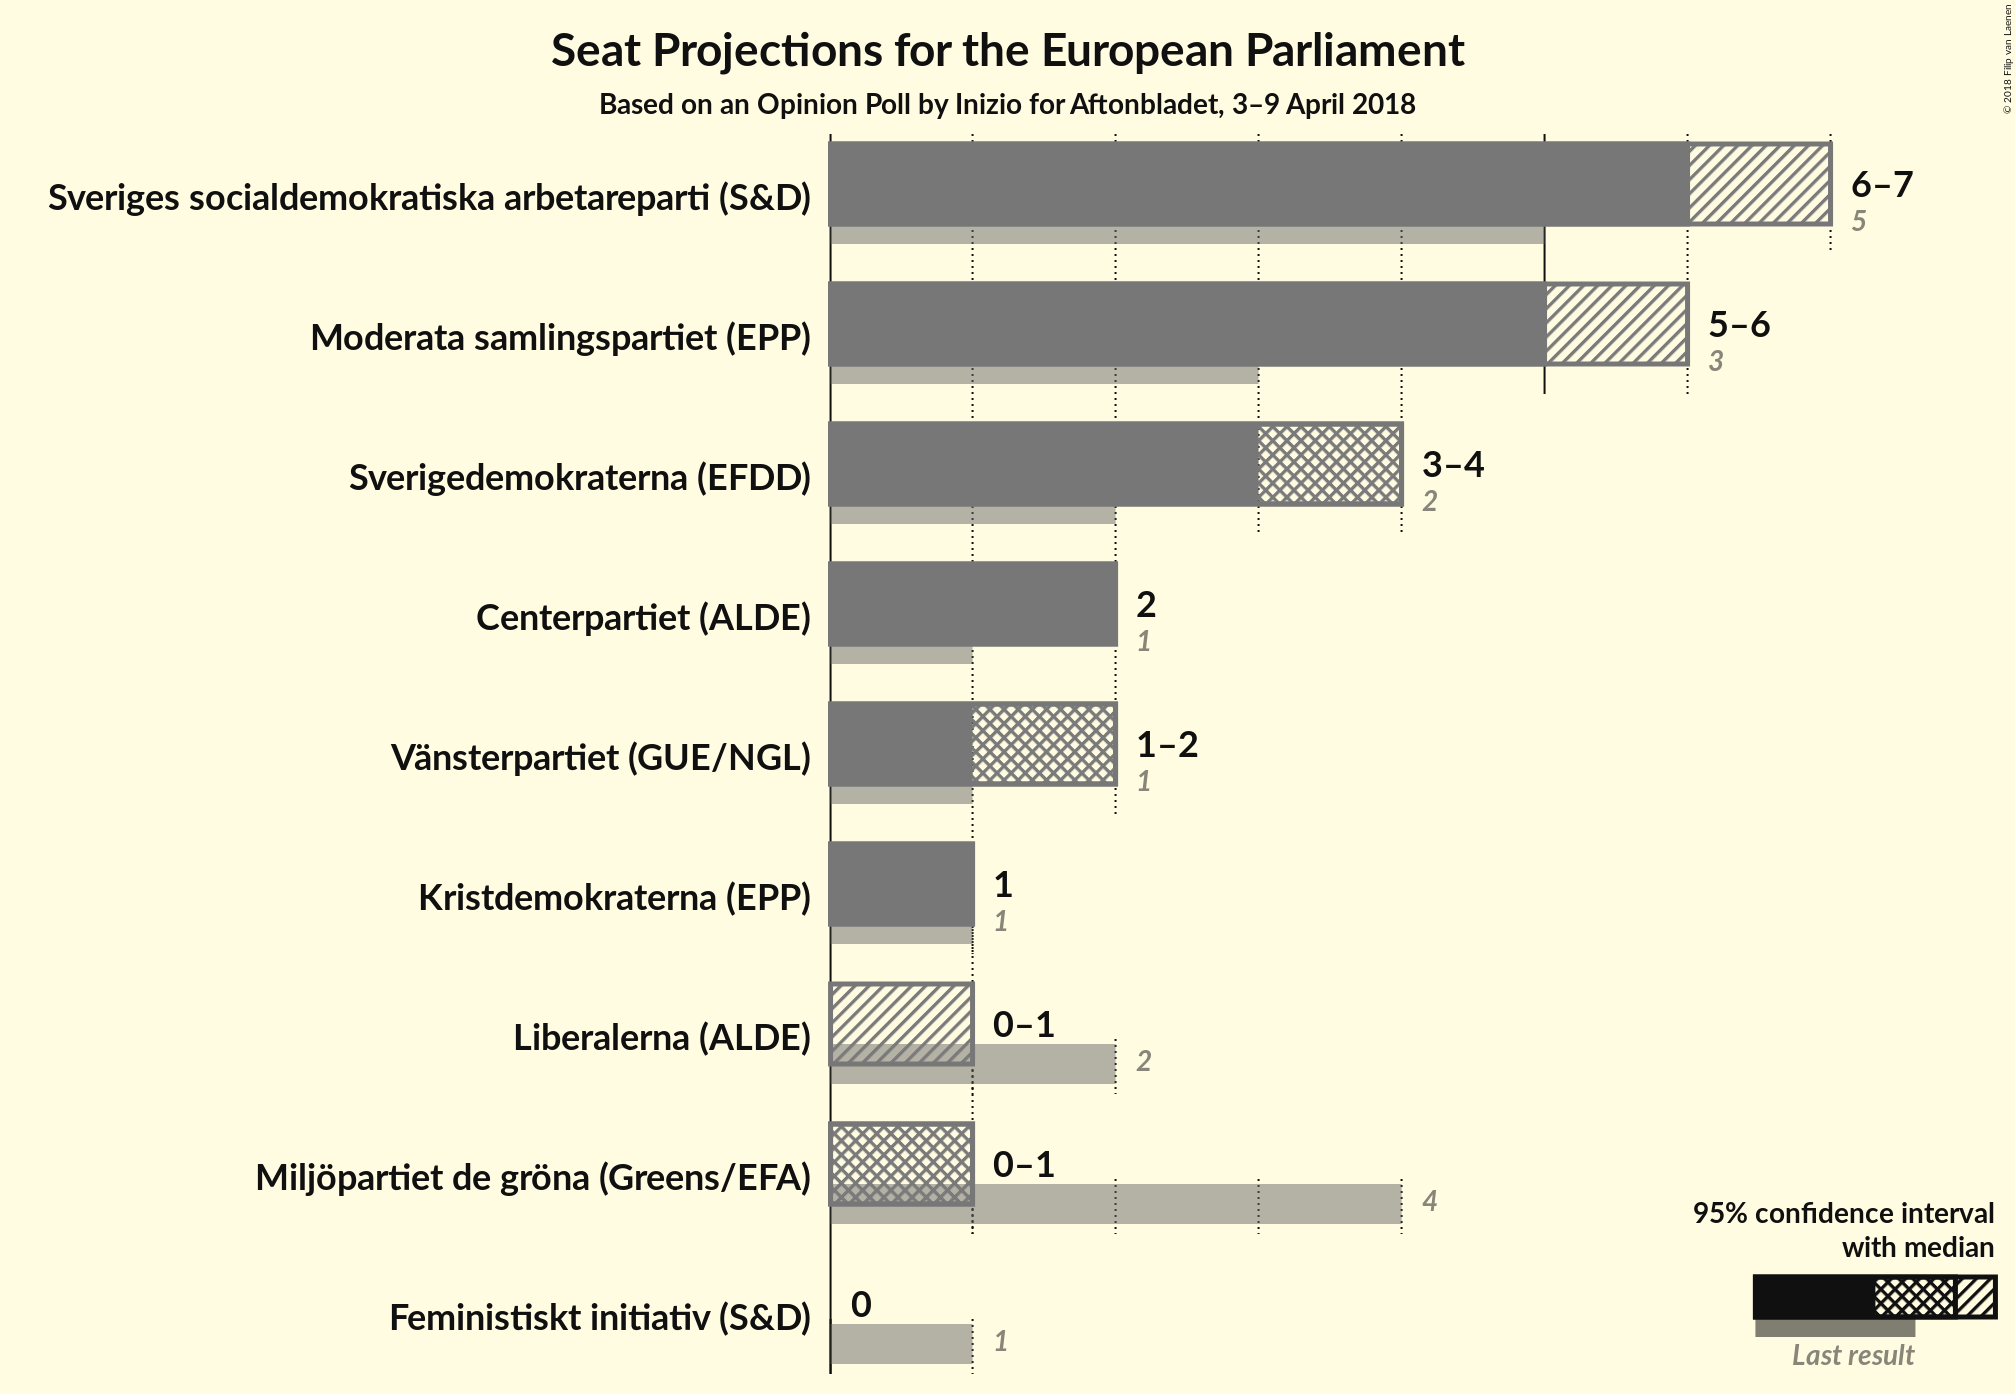 Seat Projections for the European Parliament
Based on an Opinion Poll by Inizio for Aftonbladet, 3–9 April 2018
© 2018 Filip van Laenen
Sveriges socialdemokratiska arbetareparti (S&D)
6–7
5
Moderata samlingspartiet (EPP)
5–6
3
Sverigedemokraterna (EFDD)
3–4
2
Centerpartiet (ALDE)
2
1
Vänsterpartiet (GUE/NGL)
1–2
1
Kristdemokraterna (EPP)
1
1
Liberalerna (ALDE)
0–1
2
Miljöpartiet de gröna (Greens/EFA)
0–1
4
Feministiskt initiativ (S&D)
0
1
95% confidence interval
with median
Last result